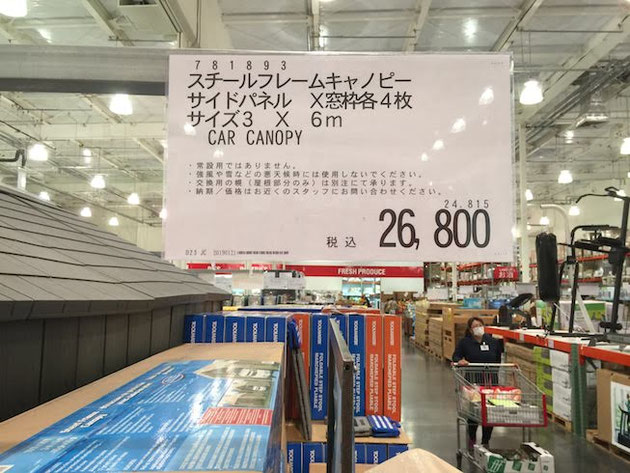 781893
スチールフレームキャノピー
サイドパネル X窓枠各4枚
サイズ3 X 6m
CAR CANOPY
・常設用ではありません。
・強風や雪などの悪天候時には使用しないでください。
・交換用の幌（屋根部分のみ）は別注にて承ります。
・納期／価格はお近くのスタッフにお問い合わせください。
24,815
税込 26,800
FRESH PRODUCE